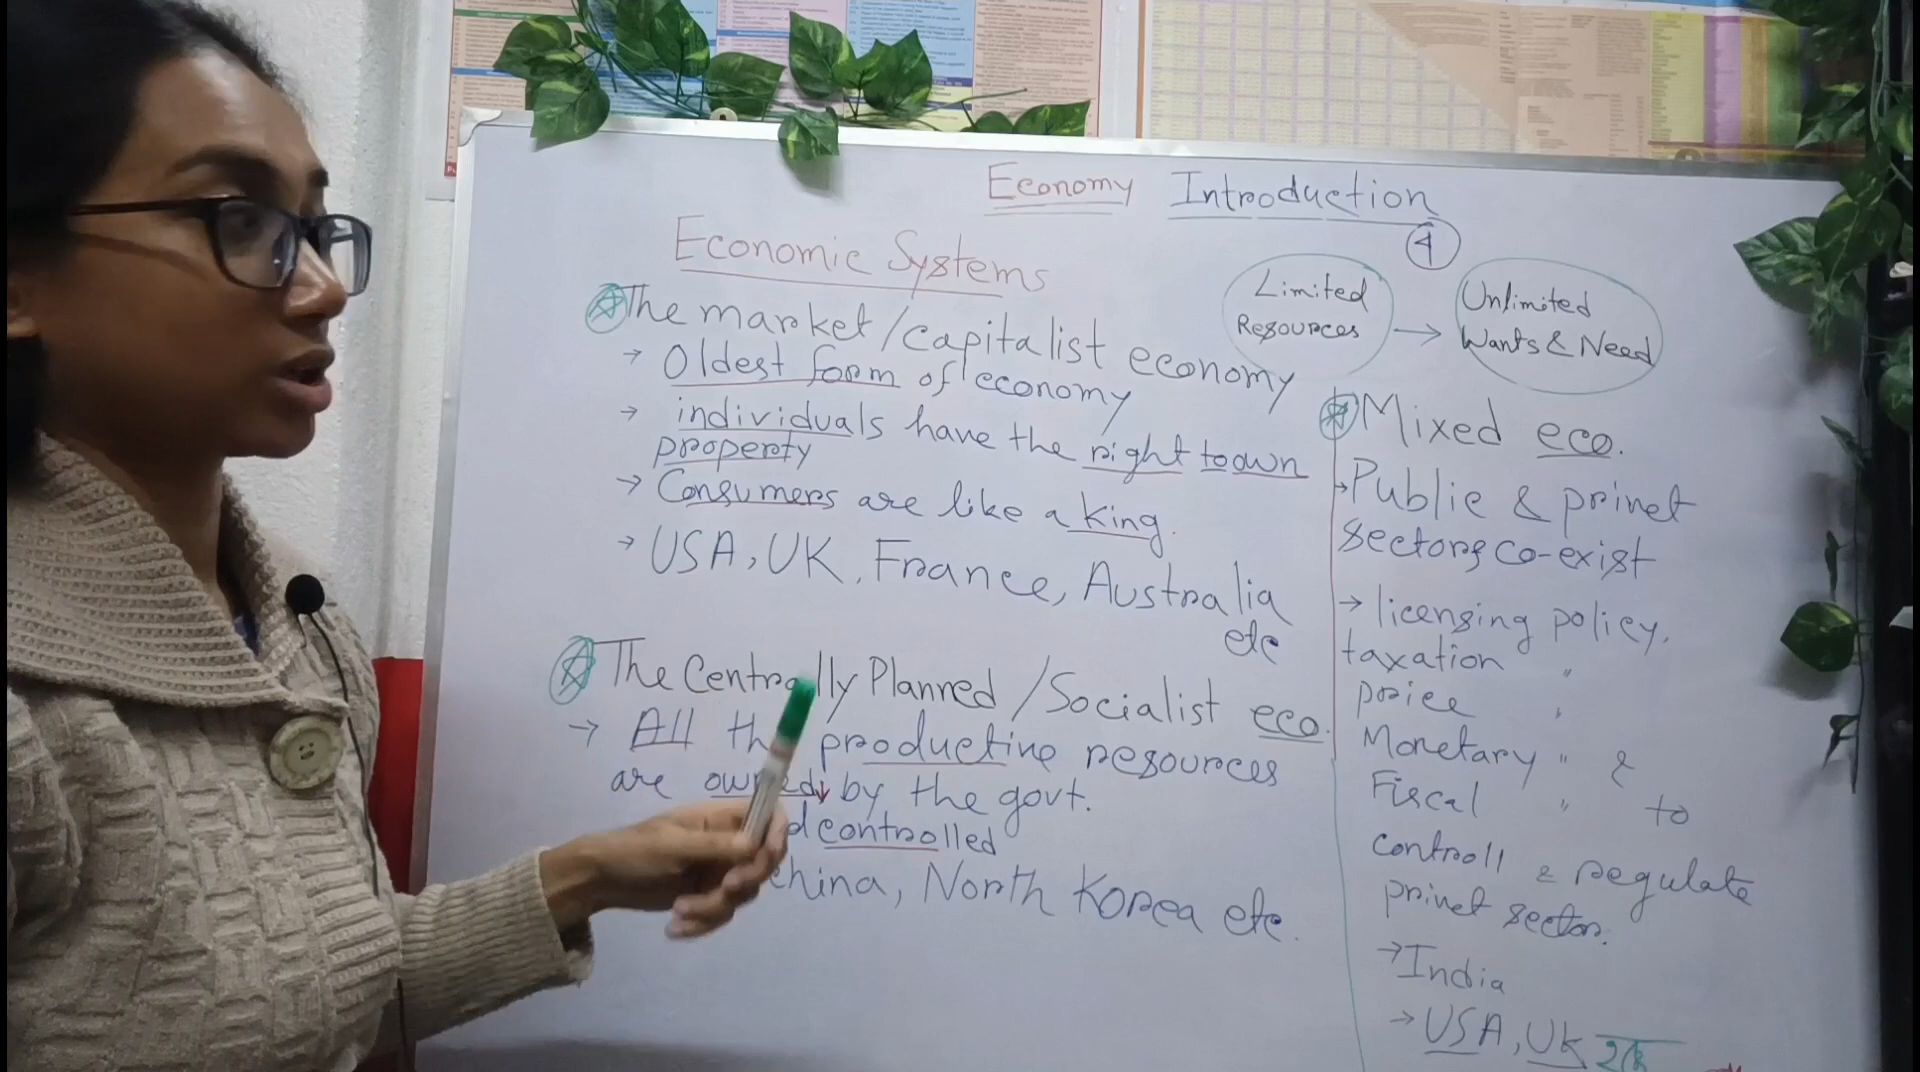 Economy Introduction
4
Economic Systems
The market/capitalist economy
→ Oldest form of economy
→ individuals have the right to own
property
→ Consumers are like a king.
→ USA, UK, France, Australia
etc
The Centrally Planned/Socialist eco.
→ All the productive resources
are owned by the govt.
controlled
China, North Korea etc.
Limited
Resources
→
Unlimited
Wants & Need
Mixed eco.
→ Public & privet
sectors co-exist
→ licensing policy,
taxation "
price "
Monetary " &
Fiscal " to
controll & regulate
privet sector.
→ India
→ USA, UK